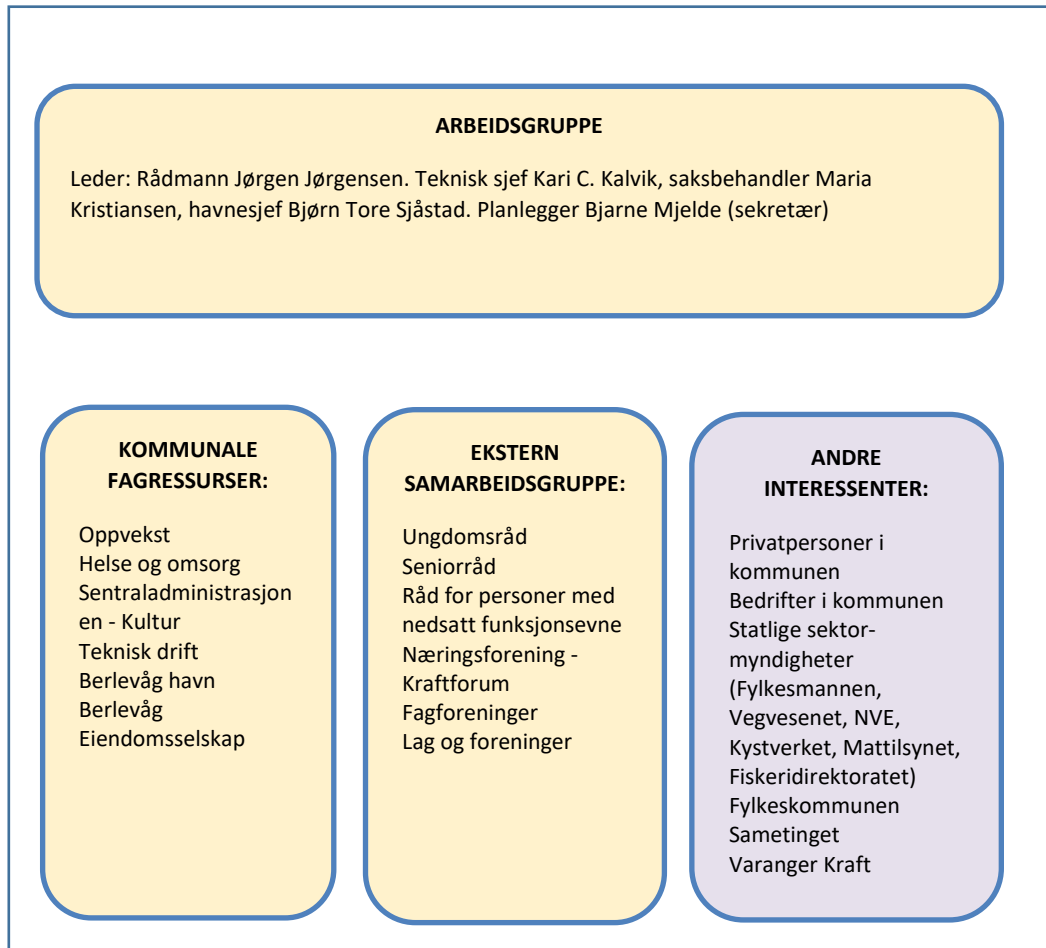 ARBEIDSGRUPPE
Leder: Rådmann Jørgen Jørgensen. Teknisk sjef Kari C. Kalvik, saksbehandler Maria
Kristiansen, havnesjef Bjørn Tore Sjåstad. Planlegger Bjarne Mjelde (sekretær)
KOMMUNALE
FAGRESSURSER:
Oppvekst
Helse og omsorg
Sentraladministrasjon
en - Kultur
Teknisk drift
Berlevåg havn
Berlevåg
Eiendomsselskap
EKSTERN
SAMARBEIDSGRUPPE:
Ungdomsråd
Seniorråd
Råd for personer med
nedsatt funksjonsevne
Næringsforening -
Kraftforum
Fagforeninger
Lag og foreninger
ANDRE
INTERESSENTER:
Privatpersoner i
kommunen
Bedrifter i kommunen
Statlige sektor-
myndigheter
(Fylkesmannen,
Vegvesenet, NVE,
Kystverket, Mattilsynet,
Fiskeridirektoratet)
Fylkeskommunen
Sametinget
Varanger Kraft